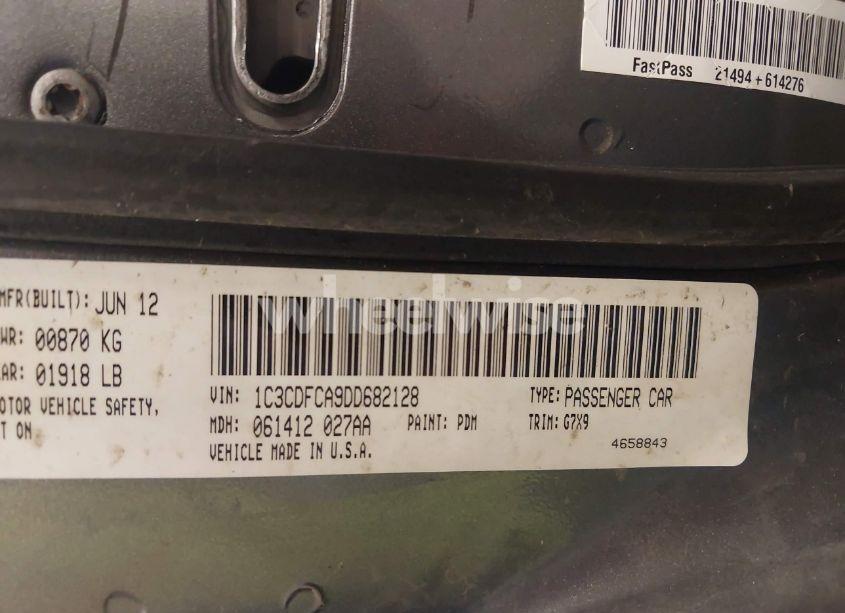 FastPass 21494+614276
MFR(BUILT): JUN 12
WR: 00870 KG
AR: 01918 LB
OTOR VEHICLE SAFETY,
T ON
wheelwise
VIN: 1C3CDFCA9DD682128 TYPE: PASSENGER CAR
MDH: 061412 027AA PAINT: PDM TRIM: G7X9
VEHICLE MADE IN U.S.A. 4658843